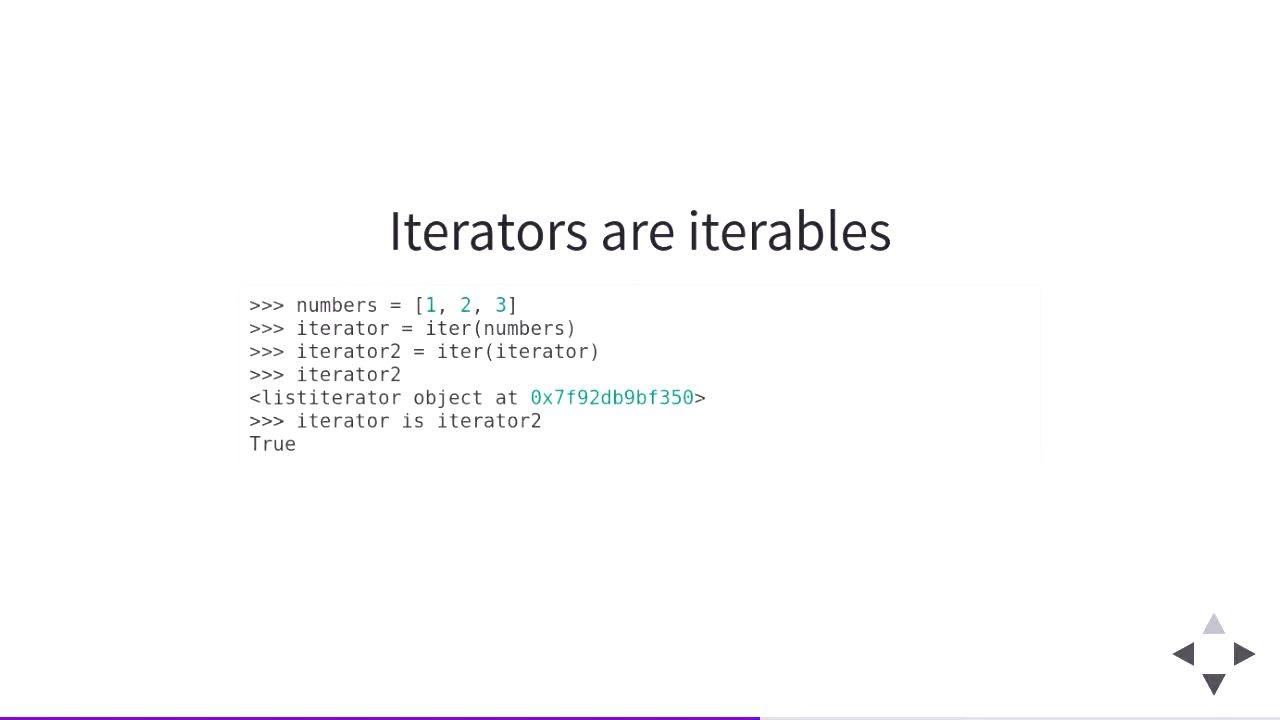 Iterators are iterables
>>> numbers = [1, 2, 3]
>>> iterator = iter(numbers)
>>> iterator2 = iter(iterator)
>>> iterator2
<listiterator object at 0x7f92db9bf350>
>>> iterator is iterator2
True